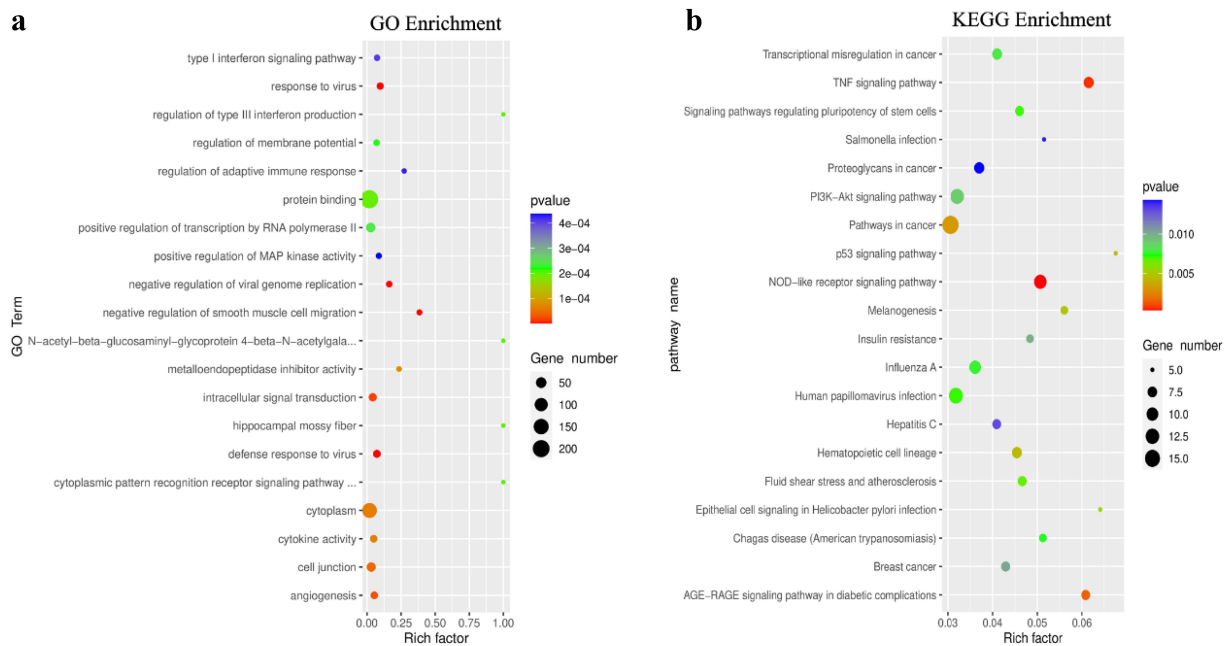 a
GO Enrichment
type I interferon signaling pathway
response to virus
regulation of type III interferon production
regulation of membrane potential
regulation of adaptive immune response
protein binding
positive regulation of transcription by RNA polymerase II
positive regulation of MAP kinase activity
negative regulation of viral genome replication
negative regulation of smooth muscle cell migration
N−acetyl−beta−glucosaminyl−glycoprotein 4−beta−N−acetylgala...
metalloendopeptidase inhibitor activity
intracellular signal transduction
hippocampal mossy fiber
defense response to virus
cytoplasmic pattern recognition receptor signaling pathway ...
cytoplasm
cytokine activity
cell junction
angiogenesis
GO Term
0.00 0.25 0.50 0.75 1.00
Rich factor
pvalue
4e−04
3e−04
2e−04
1e−04
Gene number
50
100
150
200
b
KEGG Enrichment
Transcriptional misregulation in cancer
TNF signaling pathway
Signaling pathways regulating pluripotency of stem cells
Salmonella infection
Proteoglycans in cancer
PI3K−Akt signaling pathway
Pathways in cancer
p53 signaling pathway
NOD−like receptor signaling pathway
Melanogenesis
Insulin resistance
Influenza A
Human papillomavirus infection
Hepatitis C
Hematopoietic cell lineage
Fluid shear stress and atherosclerosis
Epithelial cell signaling in Helicobacter pylori infection
Chagas disease (American trypanosomiasis)
Breast cancer
AGE−RAGE signaling pathway in diabetic complications
pathway name
0.03 0.04 0.05 0.06
Rich factor
pvalue
0.010
0.005
Gene number
5.0
7.5
10.0
12.5
15.0